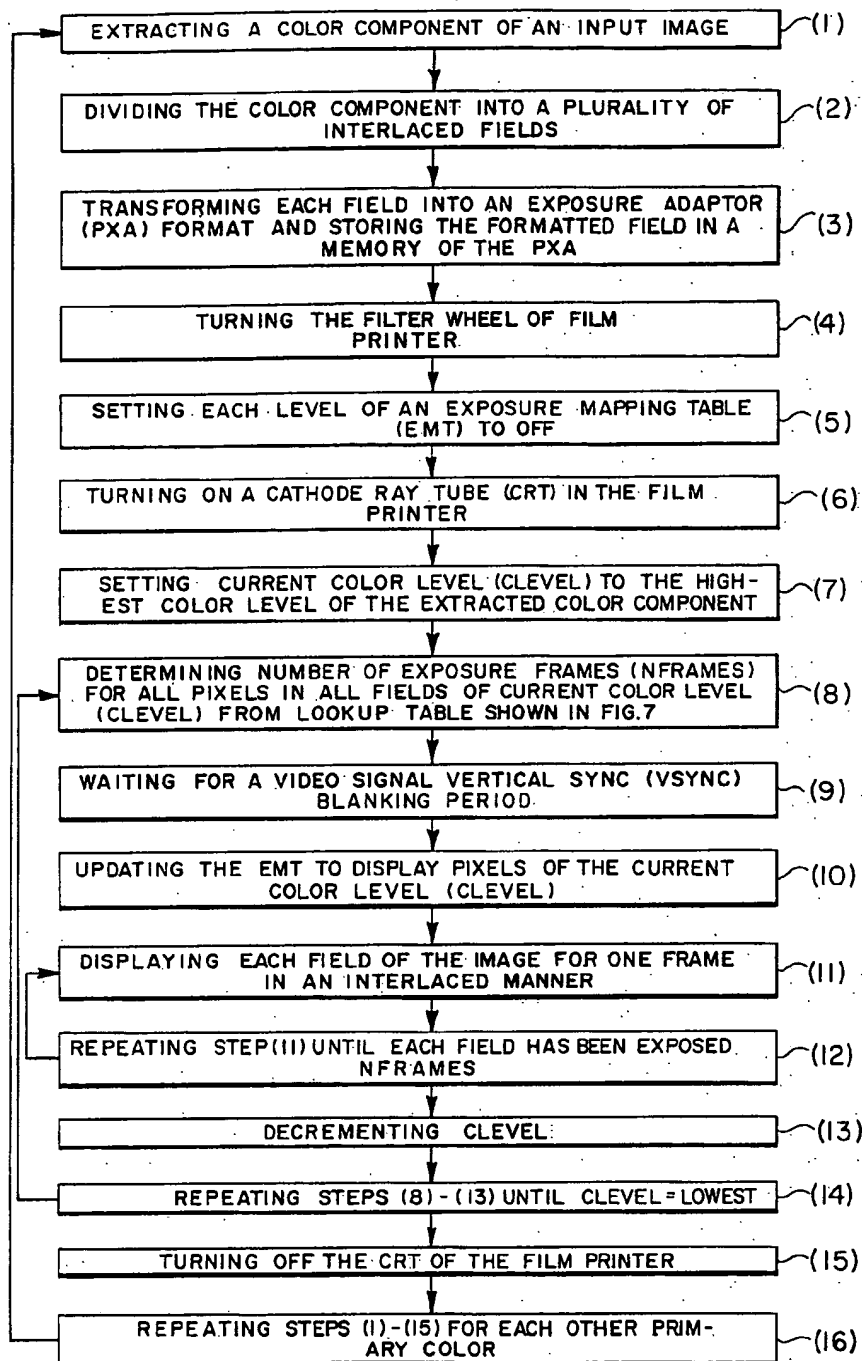 EXTRACTING A COLOR COMPONENT OF AN INPUT IMAGE (1)
DIVIDING THE COLOR COMPONENT INTO A PLURALITY OF
INTERLACED FIELDS (2)
TRANSFORMING EACH FIELD INTO AN EXPOSURE ADAPTOR
(PXA) FORMAT AND STORING THE FORMATTED FIELD IN A (3)
MEMORY OF THE PXA
TURNING THE FILTER WHEEL OF FILM (4)
PRINTER
SETTING EACH LEVEL OF AN EXPOSURE MAPPING TABLE
(EMT) TO OFF (5)
TURNING ON A CATHODE RAY TUBE (CRT) IN THE FILM
PRINTER (6)
SETTING CURRENT COLOR LEVEL (CLEVEL) TO THE HIGH-
EST COLOR LEVEL OF THE EXTRACTED COLOR COMPONENT (7)
DETERMINING NUMBER OF EXPOSURE FRAMES (NFRAMES)
FOR ALL PIXELS IN ALL FIELDS OF CURRENT COLOR LEVEL (8)
(CLEVEL) FROM LOOKUP TABLE SHOWN IN FIG.7
WAITING FOR A VIDEO SIGNAL VERTICAL SYNC (VSYNC) (9)
BLANKING PERIOD
UPDATING THE EMT TO DISPLAY PIXELS OF THE CURRENT (10)
COLOR LEVEL (CLEVEL)
DISPLAYING EACH FIELD OF THE IMAGE FOR ONE FRAME
IN AN INTERLACED MANNER (11)
REPEATING STEP (11) UNTIL EACH FIELD HAS BEEN EXPOSED
NFRAMES (12)
DECREMENTING CLEVEL (13)
REPEATING STEPS (8)-(13) UNTIL CLEVEL=LOWEST (14)
TURNING OFF THE CRT OF THE FILM PRINTER (15)
REPEATING STEPS (1)-(15) FOR EACH OTHER PRIM-
ARY COLOR (16)